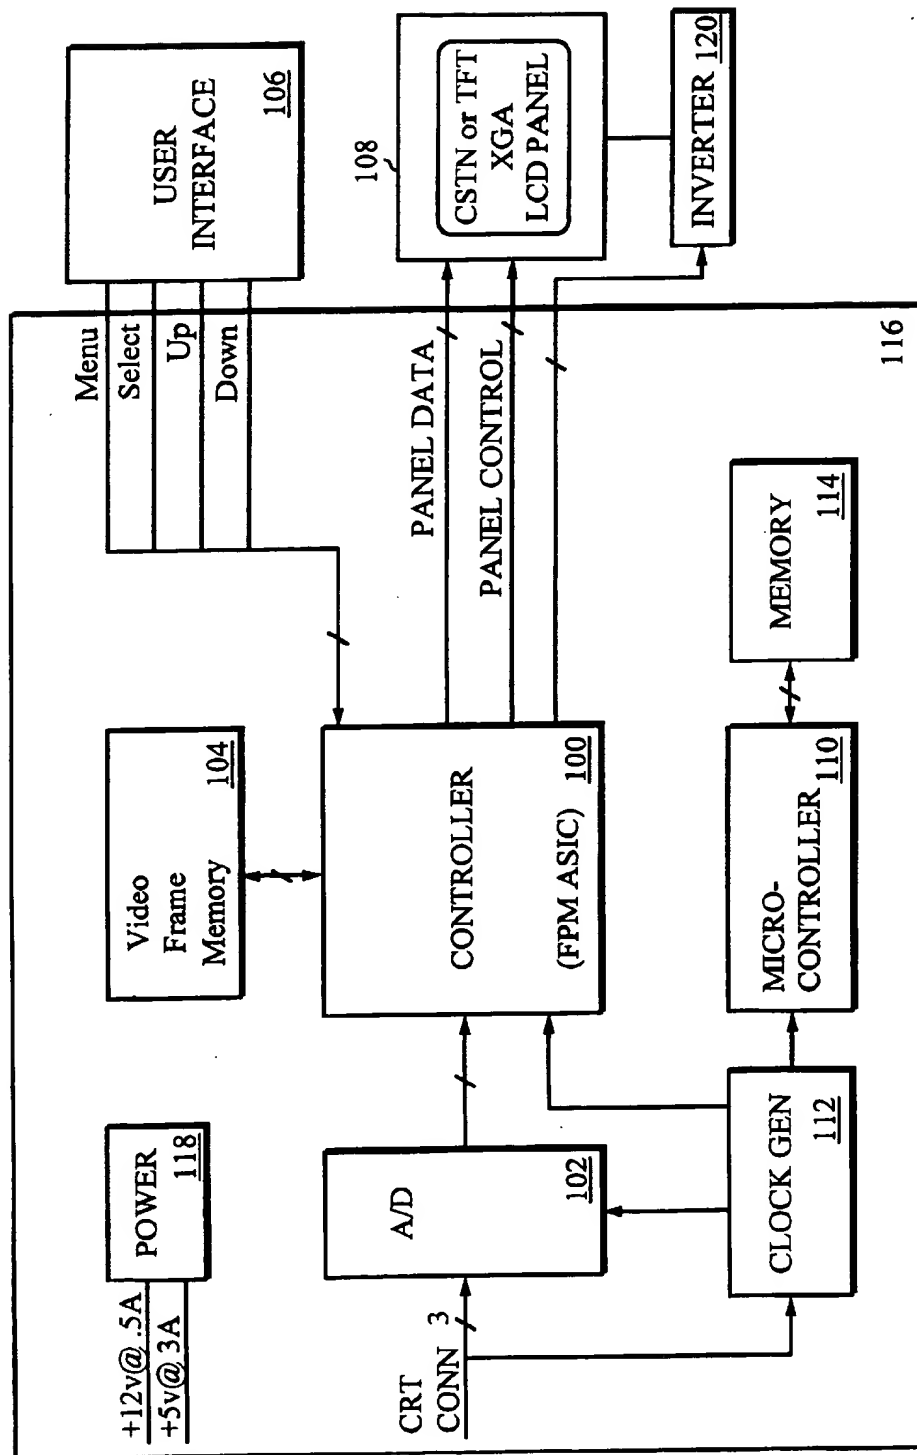 +12v@ .5A
+5v@ 3A
POWER
118
Video
Frame
Memory
104
Menu
Select
Up
Down
USER
INTERFACE
106
CRT
CONN
3
A/D
102
CONTROLLER
(FPM ASIC)
100
PANEL DATA
PANEL CONTROL
108
CSTN or TFT
XGA
LCD PANEL
CLOCK GEN
112
MICRO-
CONTROLLER
110
MEMORY
114
INVERTER 120
116